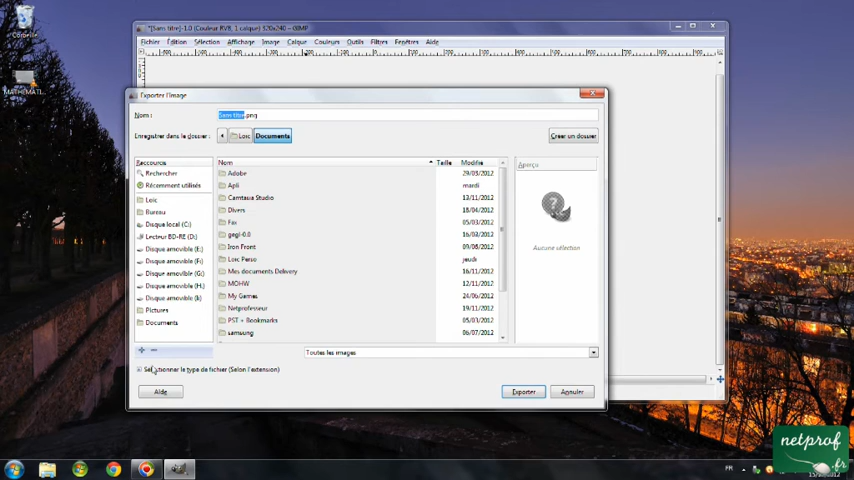 Corbeille
MATHEMATI...
*[Sans titre]-1.0 (Couleur RVB, 1 calque) 320x240 – GIMP
Fichier Édition Sélection Affichage Image Calque Couleurs Outils Filtres Fenêtres Aide
Exporter l'image
Nom : Sans titre.png
Enregistrer dans le dossier : Loic Documents Créer un dossier
Raccourcis Nom Taille Modifié Aperçu
Rechercher
Récemment utilisés
Loic
Bureau
Disque local (C:)
Lecteur BD-RE (D:)
Disque amovible (E:)
Disque amovible (F:)
Disque amovible (G:)
Disque amovible (H:)
Disque amovible (I:)
Pictures
Documents
Adobe 29/03/2012
Apli mardi
Camtasia Studio 13/11/2012
Divers 18/04/2012
Fax 05/03/2012
gegl-0.0 16/03/2012
Iron Front 09/06/2012
Loic Perso jeudi
Mes documents Delivery 16/11/2012
MOHW 12/11/2012
My Games 24/06/2012
Netprofesseur 19/11/2012
PST + Bookmarks 05/03/2012
samsung 06/07/2012
Aucune sélection
Toutes les images
Sélectionner le type de fichier (Selon l'extension)
Aide Exporter Annuler
FR
netprof
.fr